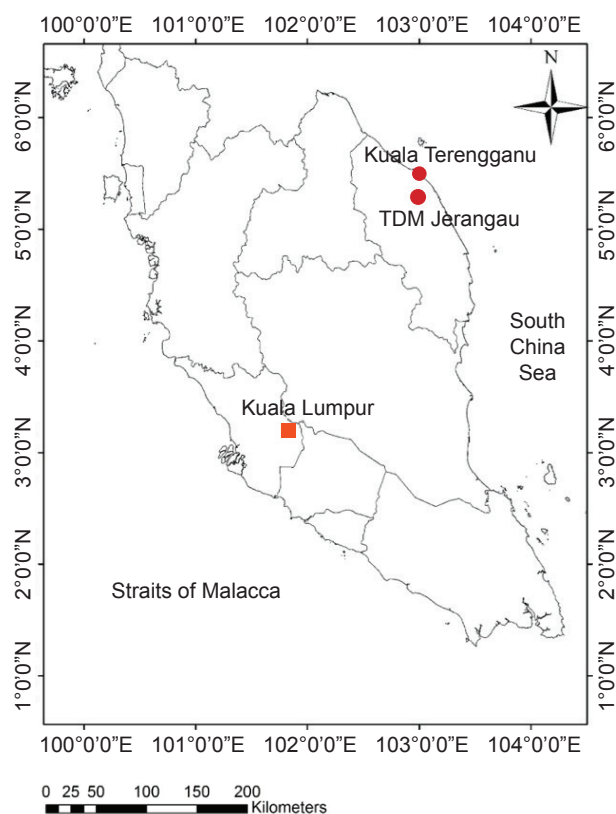 100°0'0"E 101°0'0"E 102°0'0"E 103°0'0"E 104°0'0"E
N
6°0'0"N
6°0'0"N
Kuala Terengganu
TDM Jerangau
5°0'0"N
5°0'0"N
South
China
Sea
4°0'0"N
4°0'0"N
Kuala Lumpur
3°0'0"N
3°0'0"N
2°0'0"N
2°0'0"N
Straits of Malacca
1°0'0"N
1°0'0"N
100°0'0"E 101°0'0"E 102°0'0"E 103°0'0"E 104°0'0"E
0 25 50 100 150 200
Kilometers